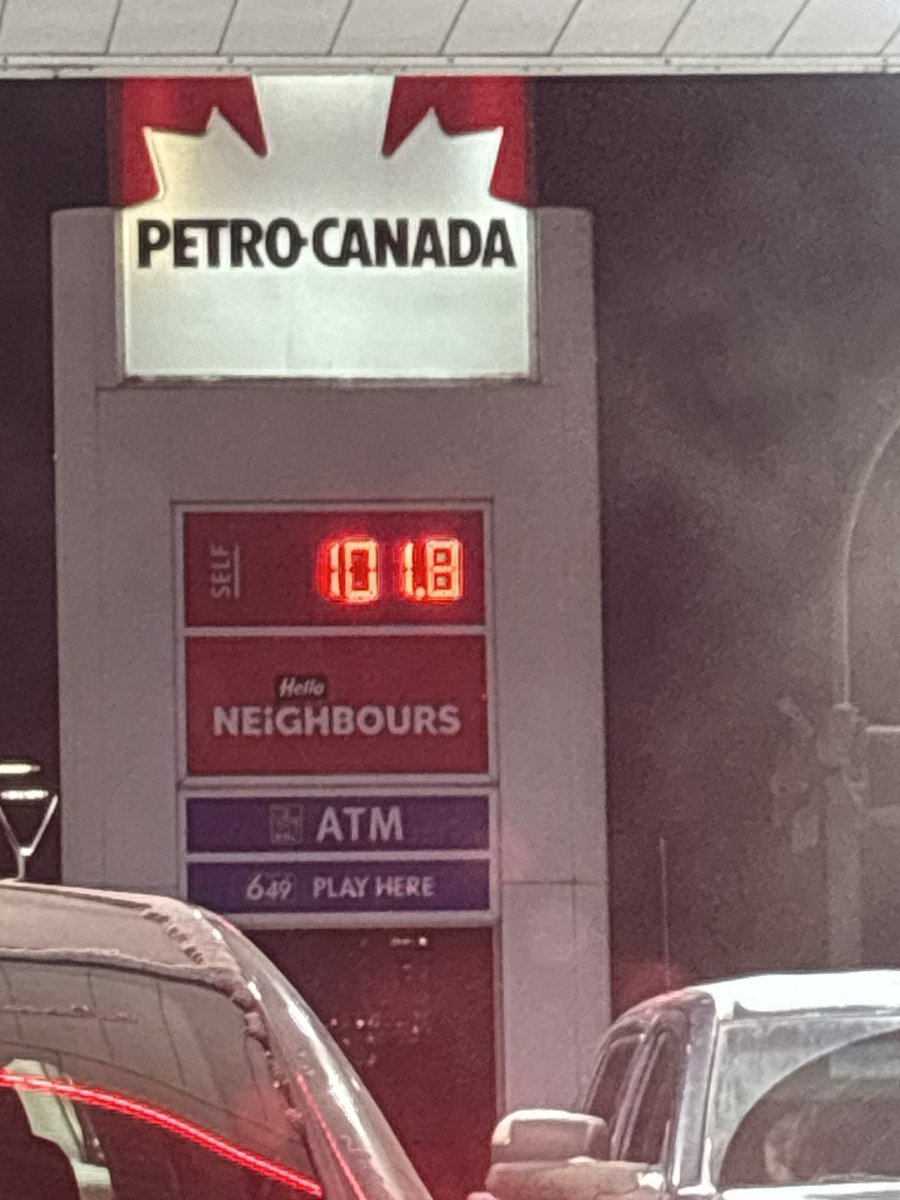 PETRO-CANADA
SELF 101.8
Hello
NEiGHBOURS
ATM
649 PLAY HERE